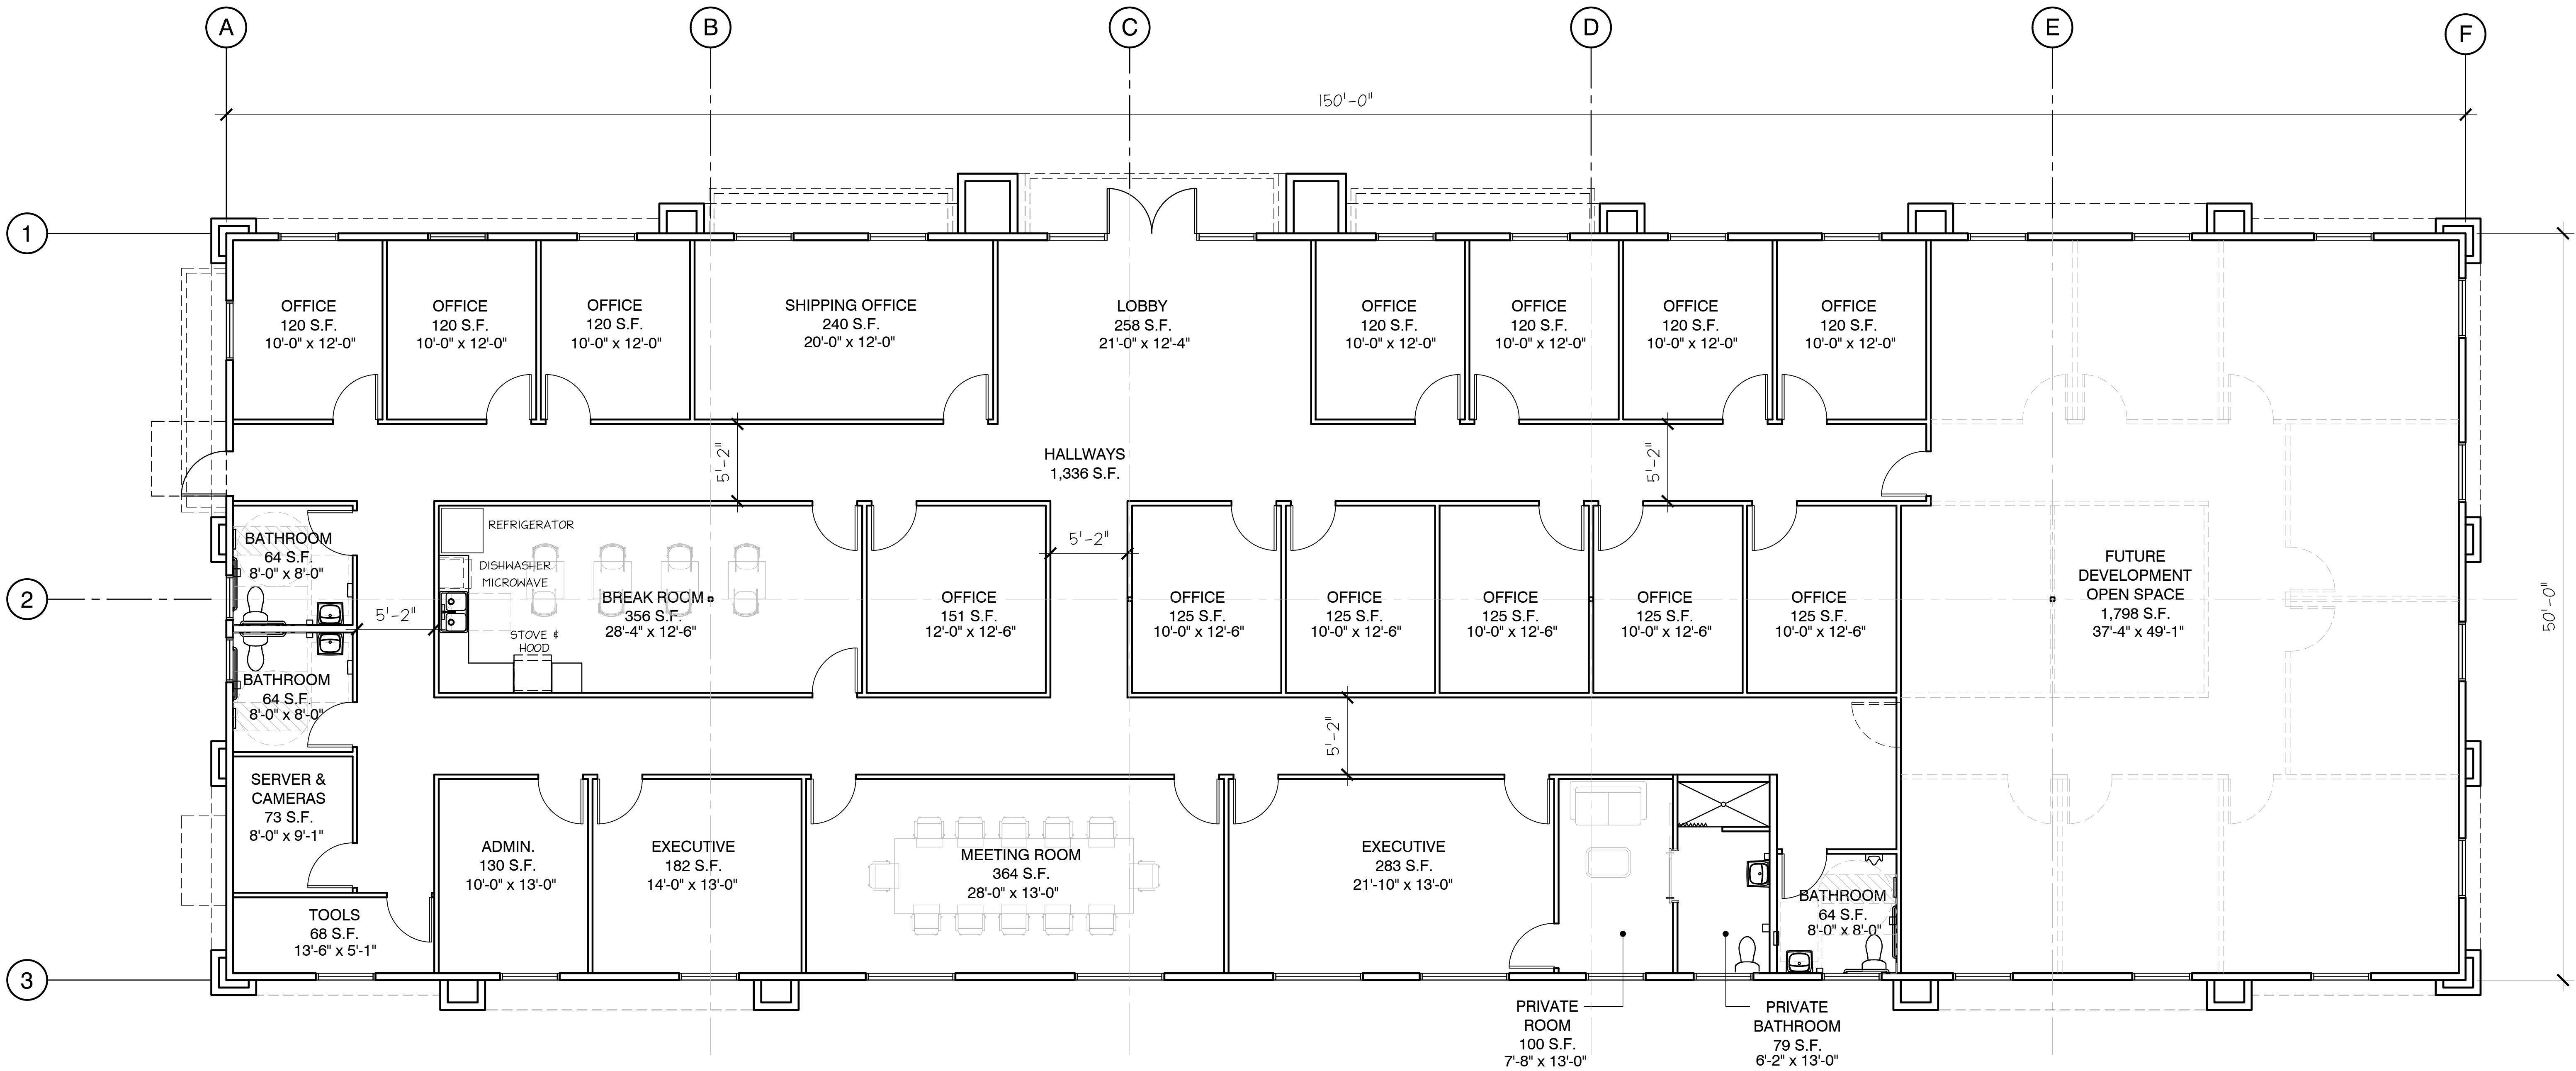 A
B
C
D
E
F
150'-0"
1
OFFICE
120 S.F.
10'-0" x 12'-0"
OFFICE
120 S.F.
10'-0" x 12'-0"
OFFICE
120 S.F.
10'-0" x 12'-0"
SHIPPING OFFICE
240 S.F.
20'-0" x 12'-0"
LOBBY
258 S.F.
21'-0" x 12'-4"
OFFICE
120 S.F.
10'-0" x 12'-0"
OFFICE
120 S.F.
10'-0" x 12'-0"
OFFICE
120 S.F.
10'-0" x 12'-0"
OFFICE
120 S.F.
10'-0" x 12'-0"
5'-2"
HALLWAYS
1,336 S.F.
5'-2"
2
BATHROOM
64 S.F.
8'-0" x 8'-0"
5'-2"
REFRIGERATOR
DISHWASHER
MICROWAVE
BREAK ROOM
356 S.F.
28'-4" x 12'-6"
STOVE &
HOOD
OFFICE
151 S.F.
12'-0" x 12'-6"
5'-2"
OFFICE
125 S.F.
10'-0" x 12'-6"
OFFICE
125 S.F.
10'-0" x 12'-6"
OFFICE
125 S.F.
10'-0" x 12'-6"
OFFICE
125 S.F.
10'-0" x 12'-6"
OFFICE
125 S.F.
10'-0" x 12'-6"
FUTURE
DEVELOPMENT
OPEN SPACE
1,798 S.F.
37'-4" x 49'-1"
50'-0"
BATHROOM
64 S.F.
8'-0" x 8'-0"
5'-2"
SERVER &
CAMERAS
73 S.F.
8'-0" x 9'-1"
ADMIN.
130 S.F.
10'-0" x 13'-0"
EXECUTIVE
182 S.F.
14'-0" x 13'-0"
MEETING ROOM
364 S.F.
28'-0" x 13'-0"
EXECUTIVE
283 S.F.
21'-10" x 13'-0"
BATHROOM
64 S.F.
8'-0" x 8'-0"
TOOLS
68 S.F.
13'-6" x 5'-1"
3
PRIVATE
ROOM
100 S.F.
7'-8" x 13'-0"
PRIVATE
BATHROOM
79 S.F.
6'-2" x 13'-0"